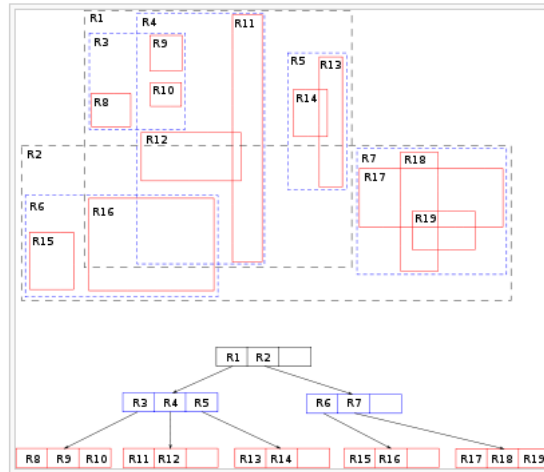 R1 R4 R11
R3 R9
R5 R13
R10
R8 R14
R12
R2 R7 R18
R17
R6 R16
R19
R15
R1 R2
R3 R4 R5 R6 R7
R8 R9 R10 R11 R12 R13 R14 R15 R16 R17 R18 R19